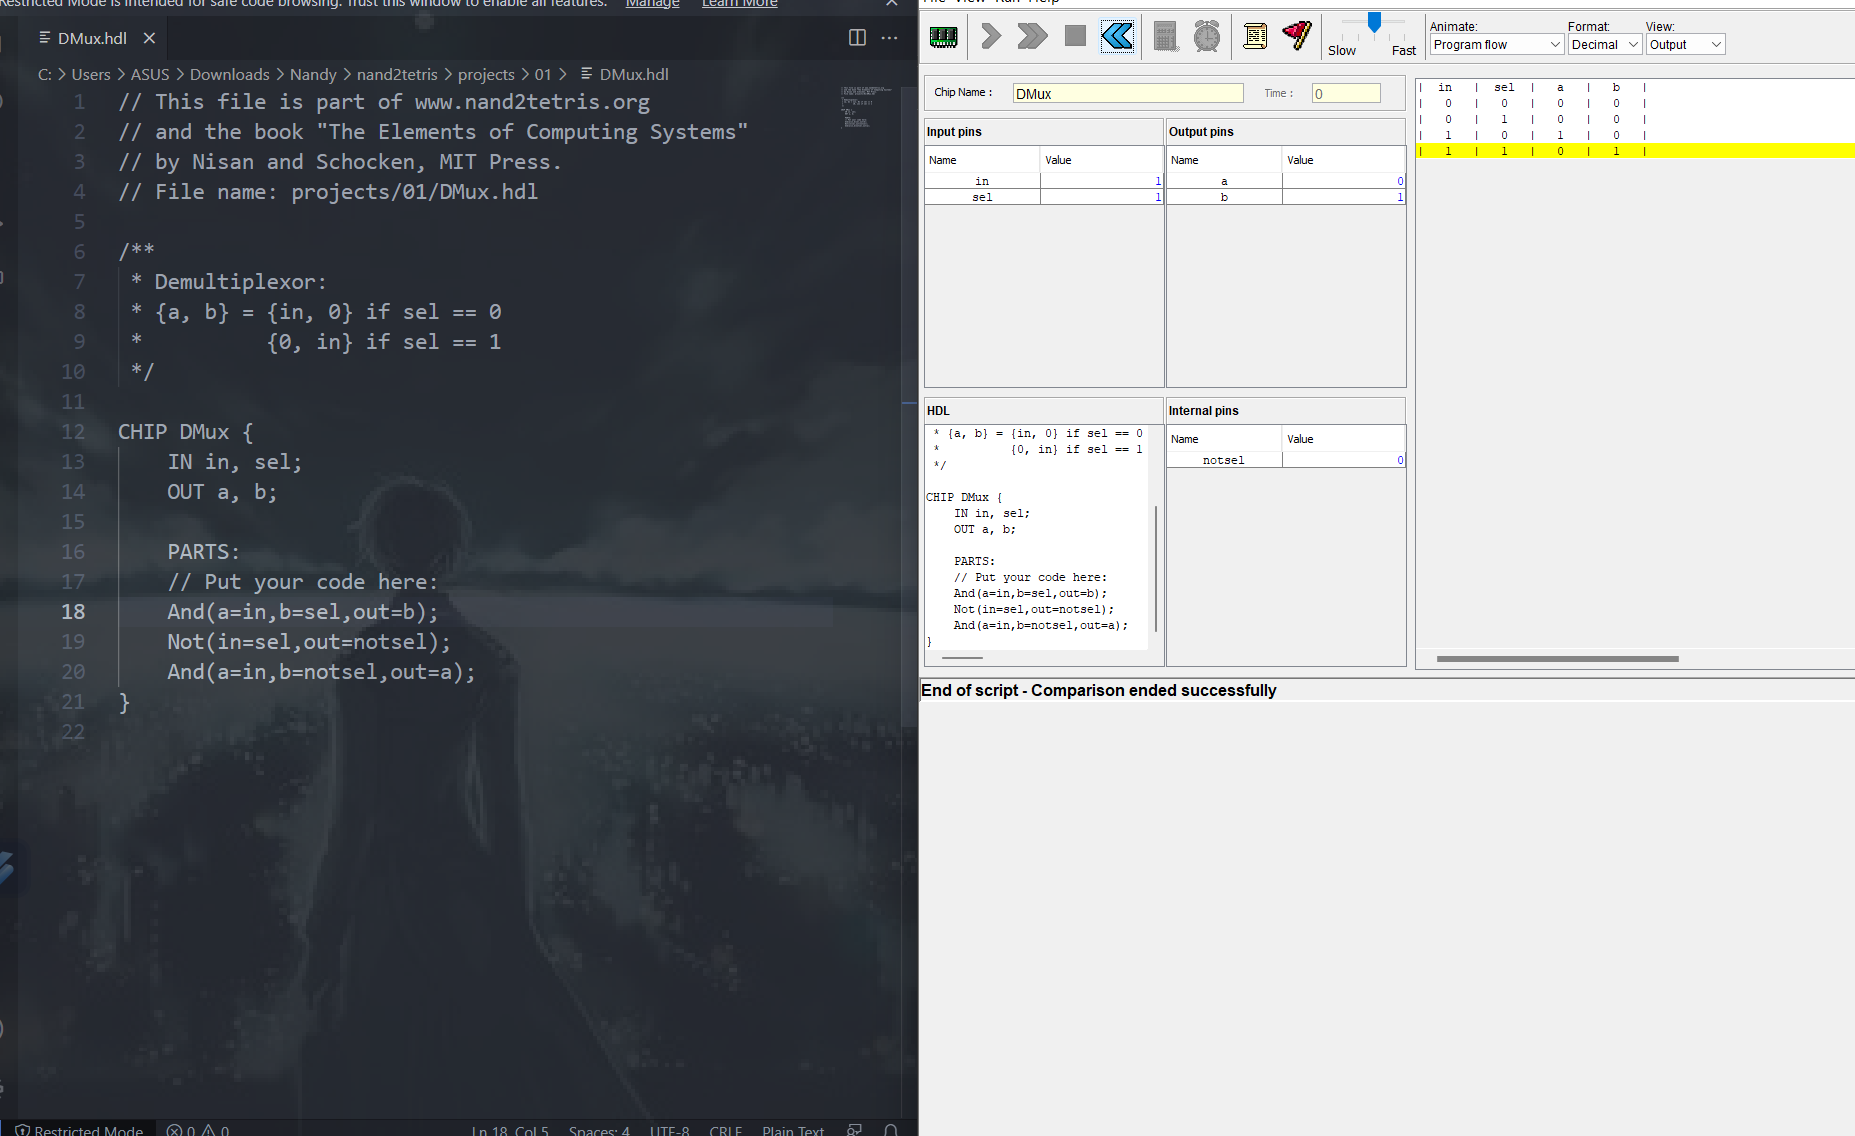 Restricted Mode is intended for safe code browsing. Trust this window to enable all features. Manage Learn More
DMux.hdl
C: > Users > ASUS > Downloads > Nandy > nand2tetris > projects > 01 > DMux.hdl
1 // This file is part of www.nand2tetris.org
2 // and the book "The Elements of Computing Systems"
3 // by Nisan and Schocken, MIT Press.
4 // File name: projects/01/DMux.hdl
5
6 /**
7 * Demultiplexor:
8 * {a, b} = {in, 0} if sel == 0
9 * {0, in} if sel == 1
10 */
11
12 CHIP DMux {
13 IN in, sel;
14 OUT a, b;
15
16 PARTS:
17 // Put your code here:
18 And(a=in,b=sel,out=b);
19 Not(in=sel,out=notsel);
20 And(a=in,b=notsel,out=a);
21 }
22
Restricted Mode 0 0 Ln 18, Col 5 Spaces: 4 UTF-8 CRLF Plain Text
File View Run Help
Slow Fast
Animate:
Program flow
Format:
Decimal
View:
Output
Chip Name : DMux Time : 0
Input pins
Name Value
in 1
sel 1
Output pins
Name Value
a 0
b 1
HDL
* {a, b} = {in, 0} if sel == 0
* {0, in} if sel == 1
*/
CHIP DMux {
IN in, sel;
OUT a, b;
PARTS:
// Put your code here:
And(a=in,b=sel,out=b);
Not(in=sel,out=notsel);
And(a=in,b=notsel,out=a);
}
Internal pins
Name Value
notsel 0
| in | sel | a | b |
| 0 | 0 | 0 | 0 |
| 0 | 1 | 0 | 0 |
| 1 | 0 | 1 | 0 |
| 1 | 1 | 0 | 1 |
End of script - Comparison ended successfully